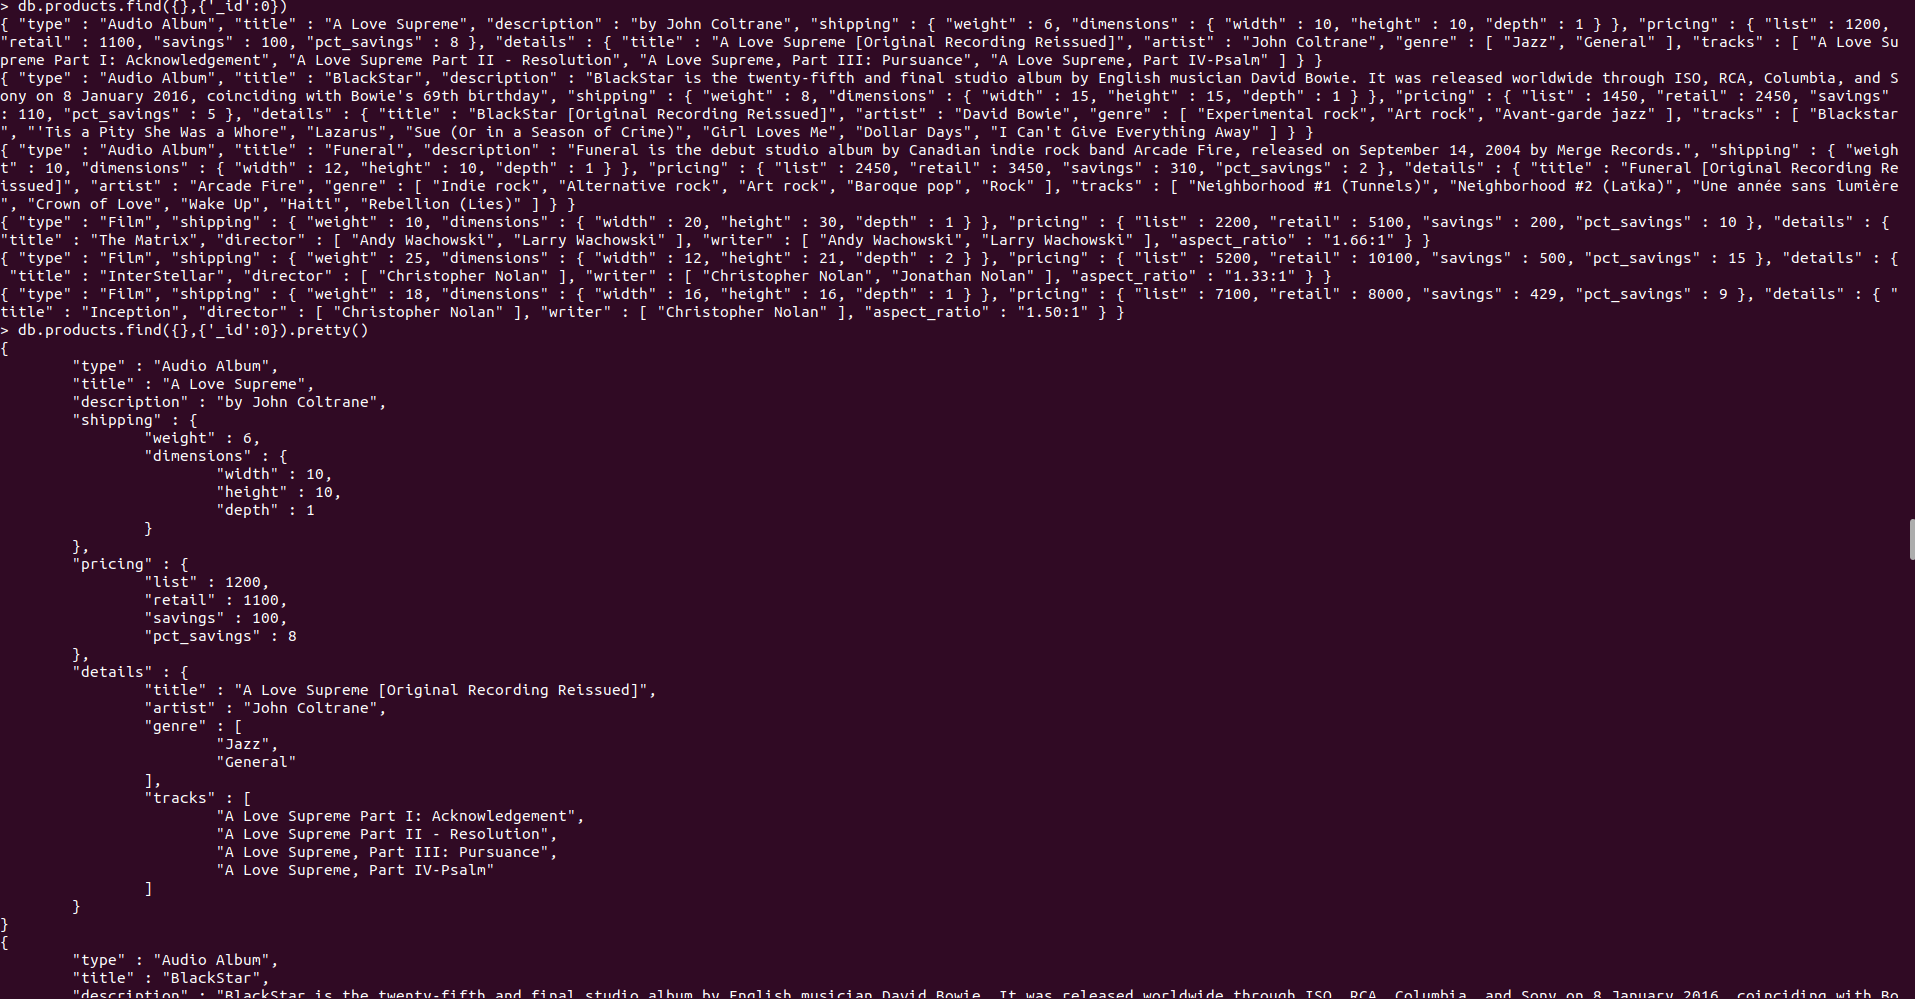 > db.products.find({},{'_id':0})
{ "type" : "Audio Album", "title" : "A Love Supreme", "description" : "by John Coltrane", "shipping" : { "weight" : 6, "dimensions" : { "width" : 10, "height" : 10, "depth" : 1 } }, "pricing" : { "list" : 1200,
"retail" : 1100, "savings" : 100, "pct_savings" : 8 }, "details" : { "title" : "A Love Supreme [Original Recording Reissued]", "artist" : "John Coltrane", "genre" : [ "Jazz", "General" ], "tracks" : [ "A Love Su
preme Part I: Acknowledgement", "A Love Supreme Part II - Resolution", "A Love Supreme, Part III: Pursuance", "A Love Supreme, Part IV-Psalm" ] } }
{ "type" : "Audio Album", "title" : "BlackStar", "description" : "BlackStar is the twenty-fifth and final studio album by English musician David Bowie. It was released worldwide through ISO, RCA, Columbia, and S
ony on 8 January 2016, coinciding with Bowie's 69th birthday", "shipping" : { "weight" : 8, "dimensions" : { "width" : 15, "height" : 15, "depth" : 1 } }, "pricing" : { "list" : 1450, "retail" : 2450, "savings"
: 110, "pct_savings" : 5 }, "details" : { "title" : "BlackStar [Original Recording Reissued]", "artist" : "David Bowie", "genre" : [ "Experimental rock", "Art rock", "Avant-garde jazz" ], "tracks" : [ "Blackstar
", "'Tis a Pity She Was a Whore", "Lazarus", "Sue (Or in a Season of Crime)", "Girl Loves Me", "Dollar Days", "I Can't Give Everything Away" ] } }
{ "type" : "Audio Album", "title" : "Funeral", "description" : "Funeral is the debut studio album by Canadian indie rock band Arcade Fire, released on September 14, 2004 by Merge Records.", "shipping" : { "weigh
t" : 10, "dimensions" : { "width" : 12, "height" : 10, "depth" : 1 } }, "pricing" : { "list" : 2450, "retail" : 3450, "savings" : 310, "pct_savings" : 2 }, "details" : { "title" : "Funeral [Original Recording Re
issued]", "artist" : "Arcade Fire", "genre" : [ "Indie rock", "Alternative rock", "Art rock", "Baroque pop", "Rock" ], "tracks" : [ "Neighborhood #1 (Tunnels)", "Neighborhood #2 (Laïka)", "Une année sans lumière
", "Crown of Love", "Wake Up", "Haiti", "Rebellion (Lies)" ] } }
{ "type" : "Film", "shipping" : { "weight" : 10, "dimensions" : { "width" : 20, "height" : 30, "depth" : 1 } }, "pricing" : { "list" : 2200, "retail" : 5100, "savings" : 200, "pct_savings" : 10 }, "details" : {
"title" : "The Matrix", "director" : [ "Andy Wachowski", "Larry Wachowski" ], "writer" : [ "Andy Wachowski", "Larry Wachowski" ], "aspect_ratio" : "1.66:1" } }
{ "type" : "Film", "shipping" : { "weight" : 25, "dimensions" : { "width" : 12, "height" : 21, "depth" : 2 } }, "pricing" : { "list" : 5200, "retail" : 10100, "savings" : 500, "pct_savings" : 15 }, "details" : {
"title" : "InterStellar", "director" : [ "Christopher Nolan" ], "writer" : [ "Christopher Nolan", "Jonathan Nolan" ], "aspect_ratio" : "1.33:1" } }
{ "type" : "Film", "shipping" : { "weight" : 18, "dimensions" : { "width" : 16, "height" : 16, "depth" : 1 } }, "pricing" : { "list" : 7100, "retail" : 8000, "savings" : 429, "pct_savings" : 9 }, "details" : { "
title" : "Inception", "director" : [ "Christopher Nolan" ], "writer" : [ "Christopher Nolan" ], "aspect_ratio" : "1.50:1" } }
> db.products.find({},{'_id':0}).pretty()
{
"type" : "Audio Album",
"title" : "A Love Supreme",
"description" : "by John Coltrane",
"shipping" : {
"weight" : 6,
"dimensions" : {
"width" : 10,
"height" : 10,
"depth" : 1
}
},
"pricing" : {
"list" : 1200,
"retail" : 1100,
"savings" : 100,
"pct_savings" : 8
},
"details" : {
"title" : "A Love Supreme [Original Recording Reissued]",
"artist" : "John Coltrane",
"genre" : [
"Jazz",
"General"
],
"tracks" : [
"A Love Supreme Part I: Acknowledgement",
"A Love Supreme Part II - Resolution",
"A Love Supreme, Part III: Pursuance",
"A Love Supreme, Part IV-Psalm"
]
}
}
{
"type" : "Audio Album",
"title" : "BlackStar",
"description" : "BlackStar is the twenty-fifth and final studio album by English musician David Bowie. It was released worldwide through ISO, RCA, Columbia, and Sony on 8 January 2016, coinciding with Bo